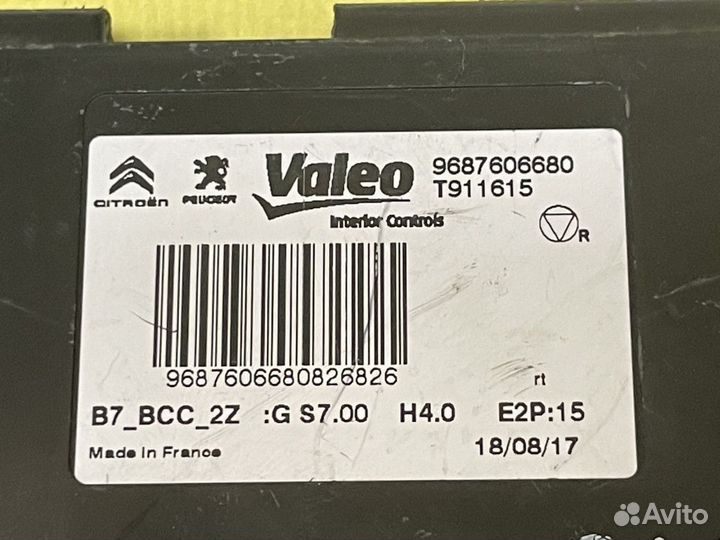 CITROËN PEUGEOT Valeo 9687606680
T911615
Interior Controls
R
9687606680826826
rt
B7_BCC_2Z :G S7.00 H4.0 E2P:15
Made in France 18/08/17
Avito